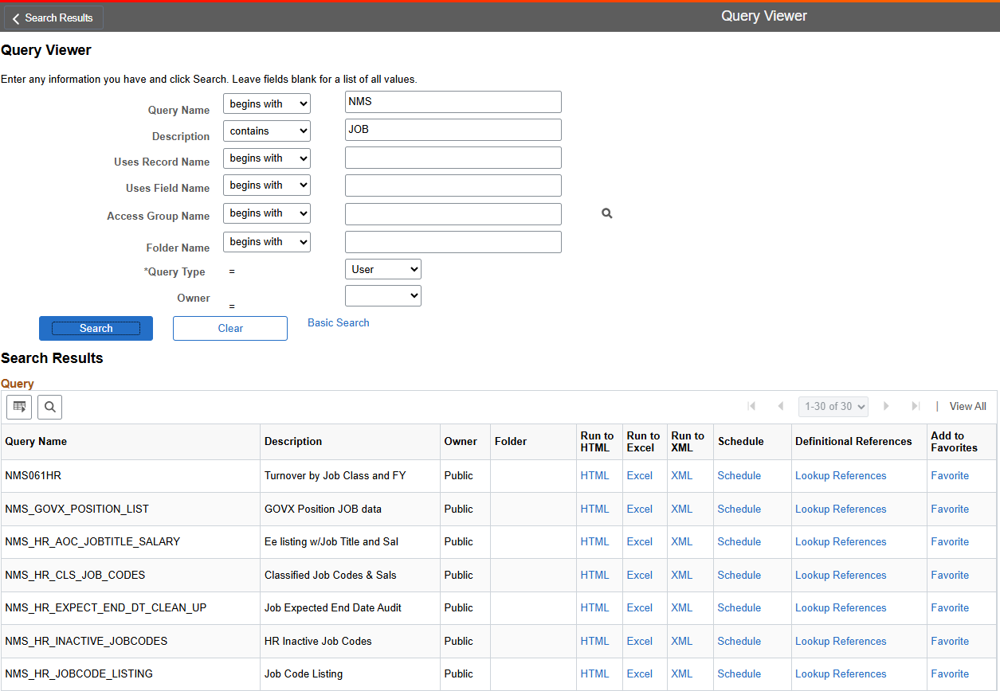 Search Results
Query Viewer
Query Viewer
Enter any information you have and click Search. Leave fields blank for a list of all values.
Query Name begins with NMS
Description contains JOB
Uses Record Name begins with
Uses Field Name begins with
Access Group Name begins with
Folder Name begins with
*Query Type = User
Owner =
Search Clear Basic Search
Search Results
Query
1-30 of 30 | View All
Query Name Description Owner Folder Run to HTML Run to Excel Run to XML Schedule Definitional References Add to Favorites
NMS061HR Turnover by Job Class and FY Public HTML Excel XML Schedule Lookup References Favorite
NMS_GOVX_POSITION_LIST GOVX Position JOB data Public HTML Excel XML Schedule Lookup References Favorite
NMS_HR_AOC_JOBTITLE_SALARY Ee listing w/Job Title and Sal Public HTML Excel XML Schedule Lookup References Favorite
NMS_HR_CLS_JOB_CODES Classified Job Codes & Sals Public HTML Excel XML Schedule Lookup References Favorite
NMS_HR_EXPECT_END_DT_CLEAN_UP Job Expected End Date Audit Public HTML Excel XML Schedule Lookup References Favorite
NMS_HR_INACTIVE_JOBCODES HR Inactive Job Codes Public HTML Excel XML Schedule Lookup References Favorite
NMS_HR_JOBCODE_LISTING Job Code Listing Public HTML Excel XML Schedule Lookup References Favorite